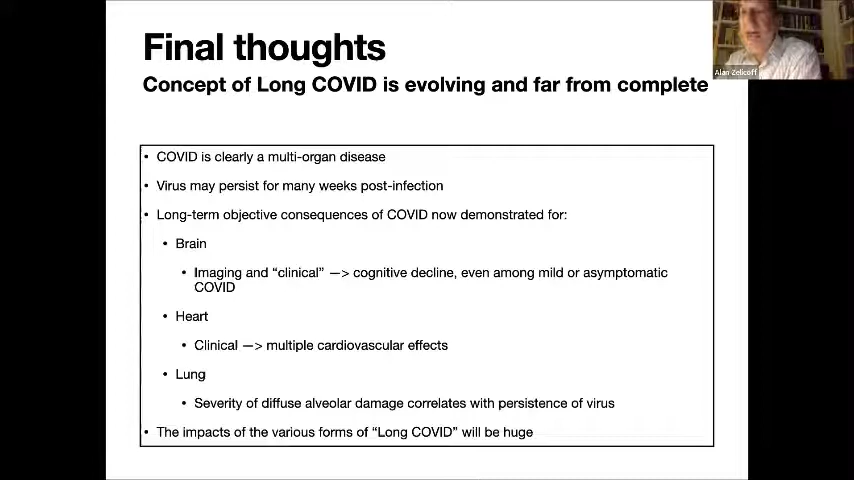 Final thoughts
Alan Zelicoff
Concept of Long COVID is evolving and far from complete
• COVID is clearly a multi-organ disease
• Virus may persist for many weeks post-infection
• Long-term objective consequences of COVID now demonstrated for:
• Brain
• Imaging and “clinical” —> cognitive decline, even among mild or asymptomatic
COVID
• Heart
• Clinical —> multiple cardiovascular effects
• Lung
• Severity of diffuse alveolar damage correlates with persistence of virus
• The impacts of the various forms of “Long COVID” will be huge